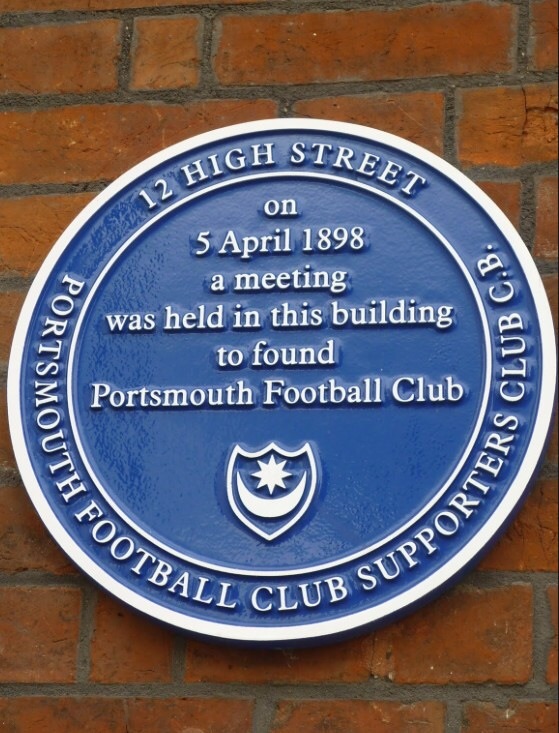 12 HIGH STREET
on
5 April 1898
a meeting
was held in this building
to found
Portsmouth Football Club
PORTSMOUTH FOOTBALL CLUB SUPPORTERS CLUB C.B.